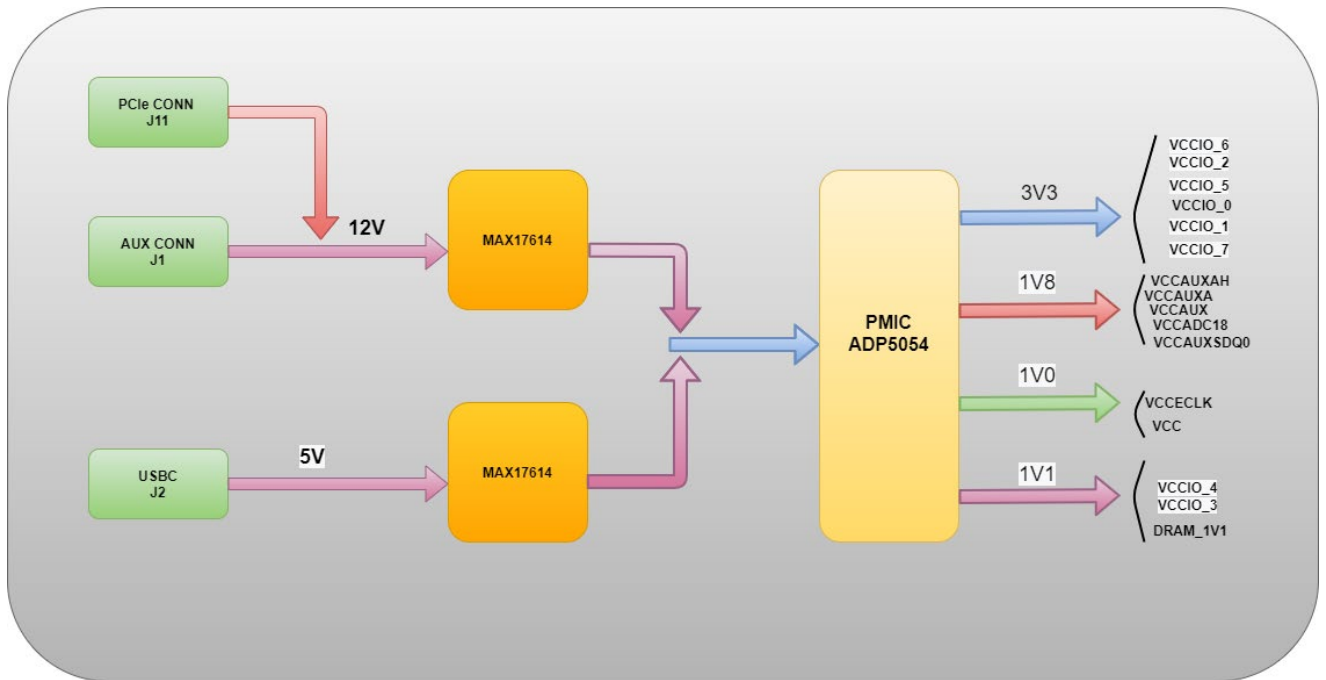 PCIe CONN
J11
AUX CONN
J1
12V
MAX17614
USBC
J2
5V
MAX17614
PMIC
ADP5054
3V3
VCCIO_6
VCCIO_2
VCCIO_5
VCCIO_0
VCCIO_1
VCCIO_7
1V8
VCCAUXAH
VCCAUXA
VCCAUX
VCCADC18
VCCAUXSDQ0
1V0
VCCECLK
VCC
1V1
VCCIO_4
VCCIO_3
DRAM_1V1